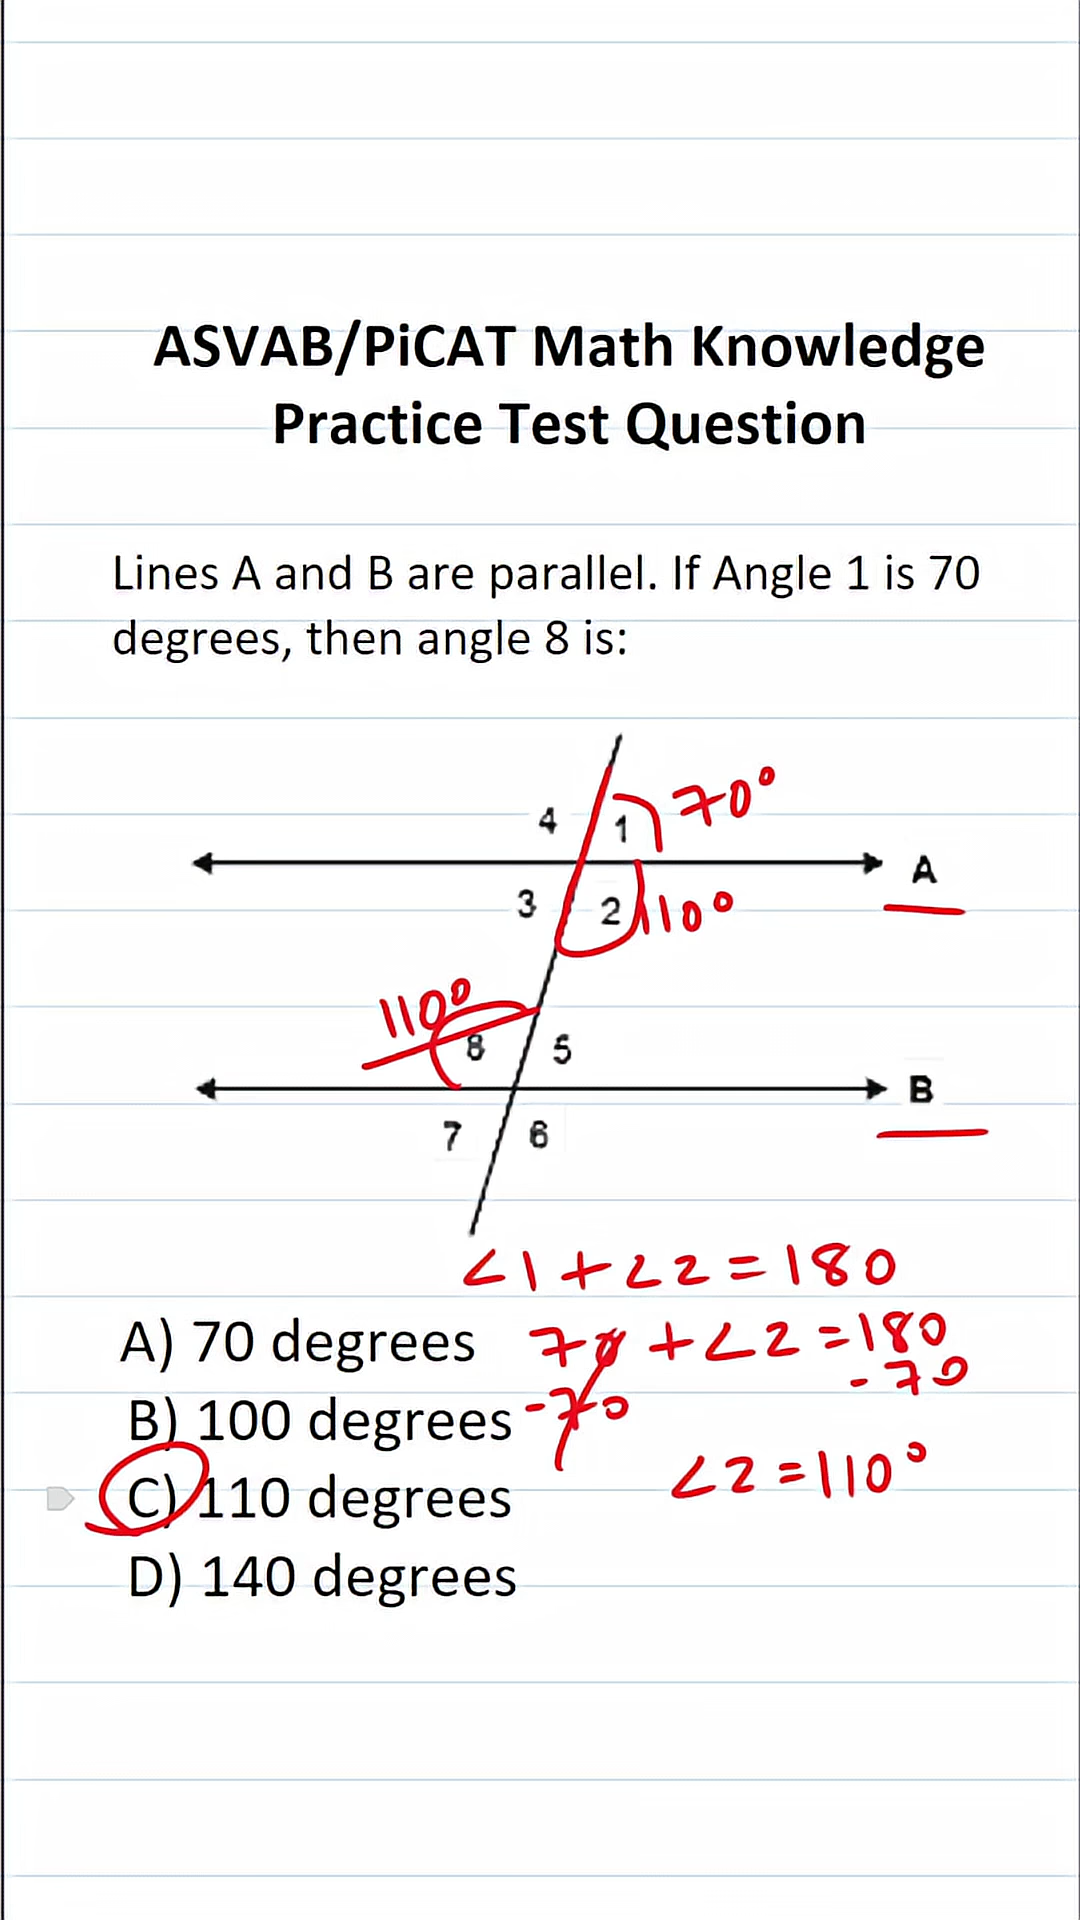 ASVAB/PiCAT Math Knowledge
Practice Test Question
Lines A and B are parallel. If Angle 1 is 70
degrees, then angle 8 is:
4 1 70°
A
3 2 110°
110°
8 5
B
7 6
∠1+∠2=180
A) 70 degrees 70+∠2=180
-70 -70
B) 100 degrees
∠2=110°
C) 110 degrees
D) 140 degrees